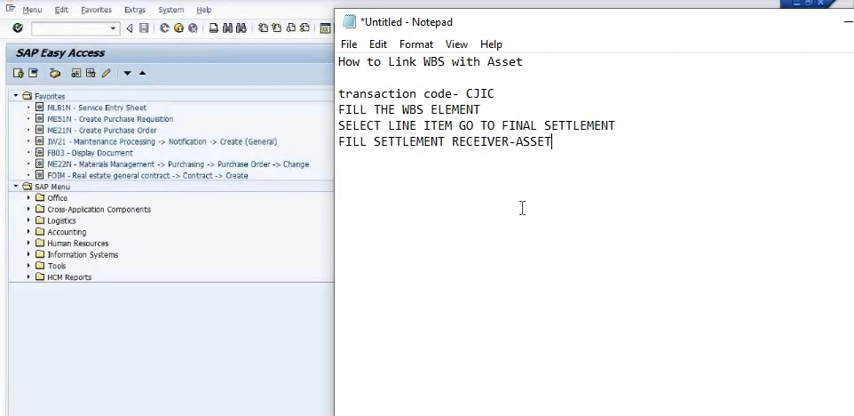 Menu Edit Favorites Extras System Help
SAP Easy Access
Favorites
ML81N - Service Entry Sheet
ME51N - Create Purchase Requisition
ME21N - Create Purchase Order
IW21 - Maintenance Processing -> Notification -> Create (General)
FB03 - Display Document
ME22N - Materials Management -> Purchasing -> Purchase Order -> Change
FOIM - Real estate general contract -> Contract -> Create
SAP Menu
Office
Cross-Application Components
Logistics
Accounting
Human Resources
Information Systems
Tools
HCM Reports
*Untitled - Notepad
File Edit Format View Help
How to Link WBS with Asset
transaction code- CJIC
FILL THE WBS ELEMENT
SELECT LINE ITEM GO TO FINAL SETTLEMENT
FILL SETTLEMENT RECEIVER-ASSET